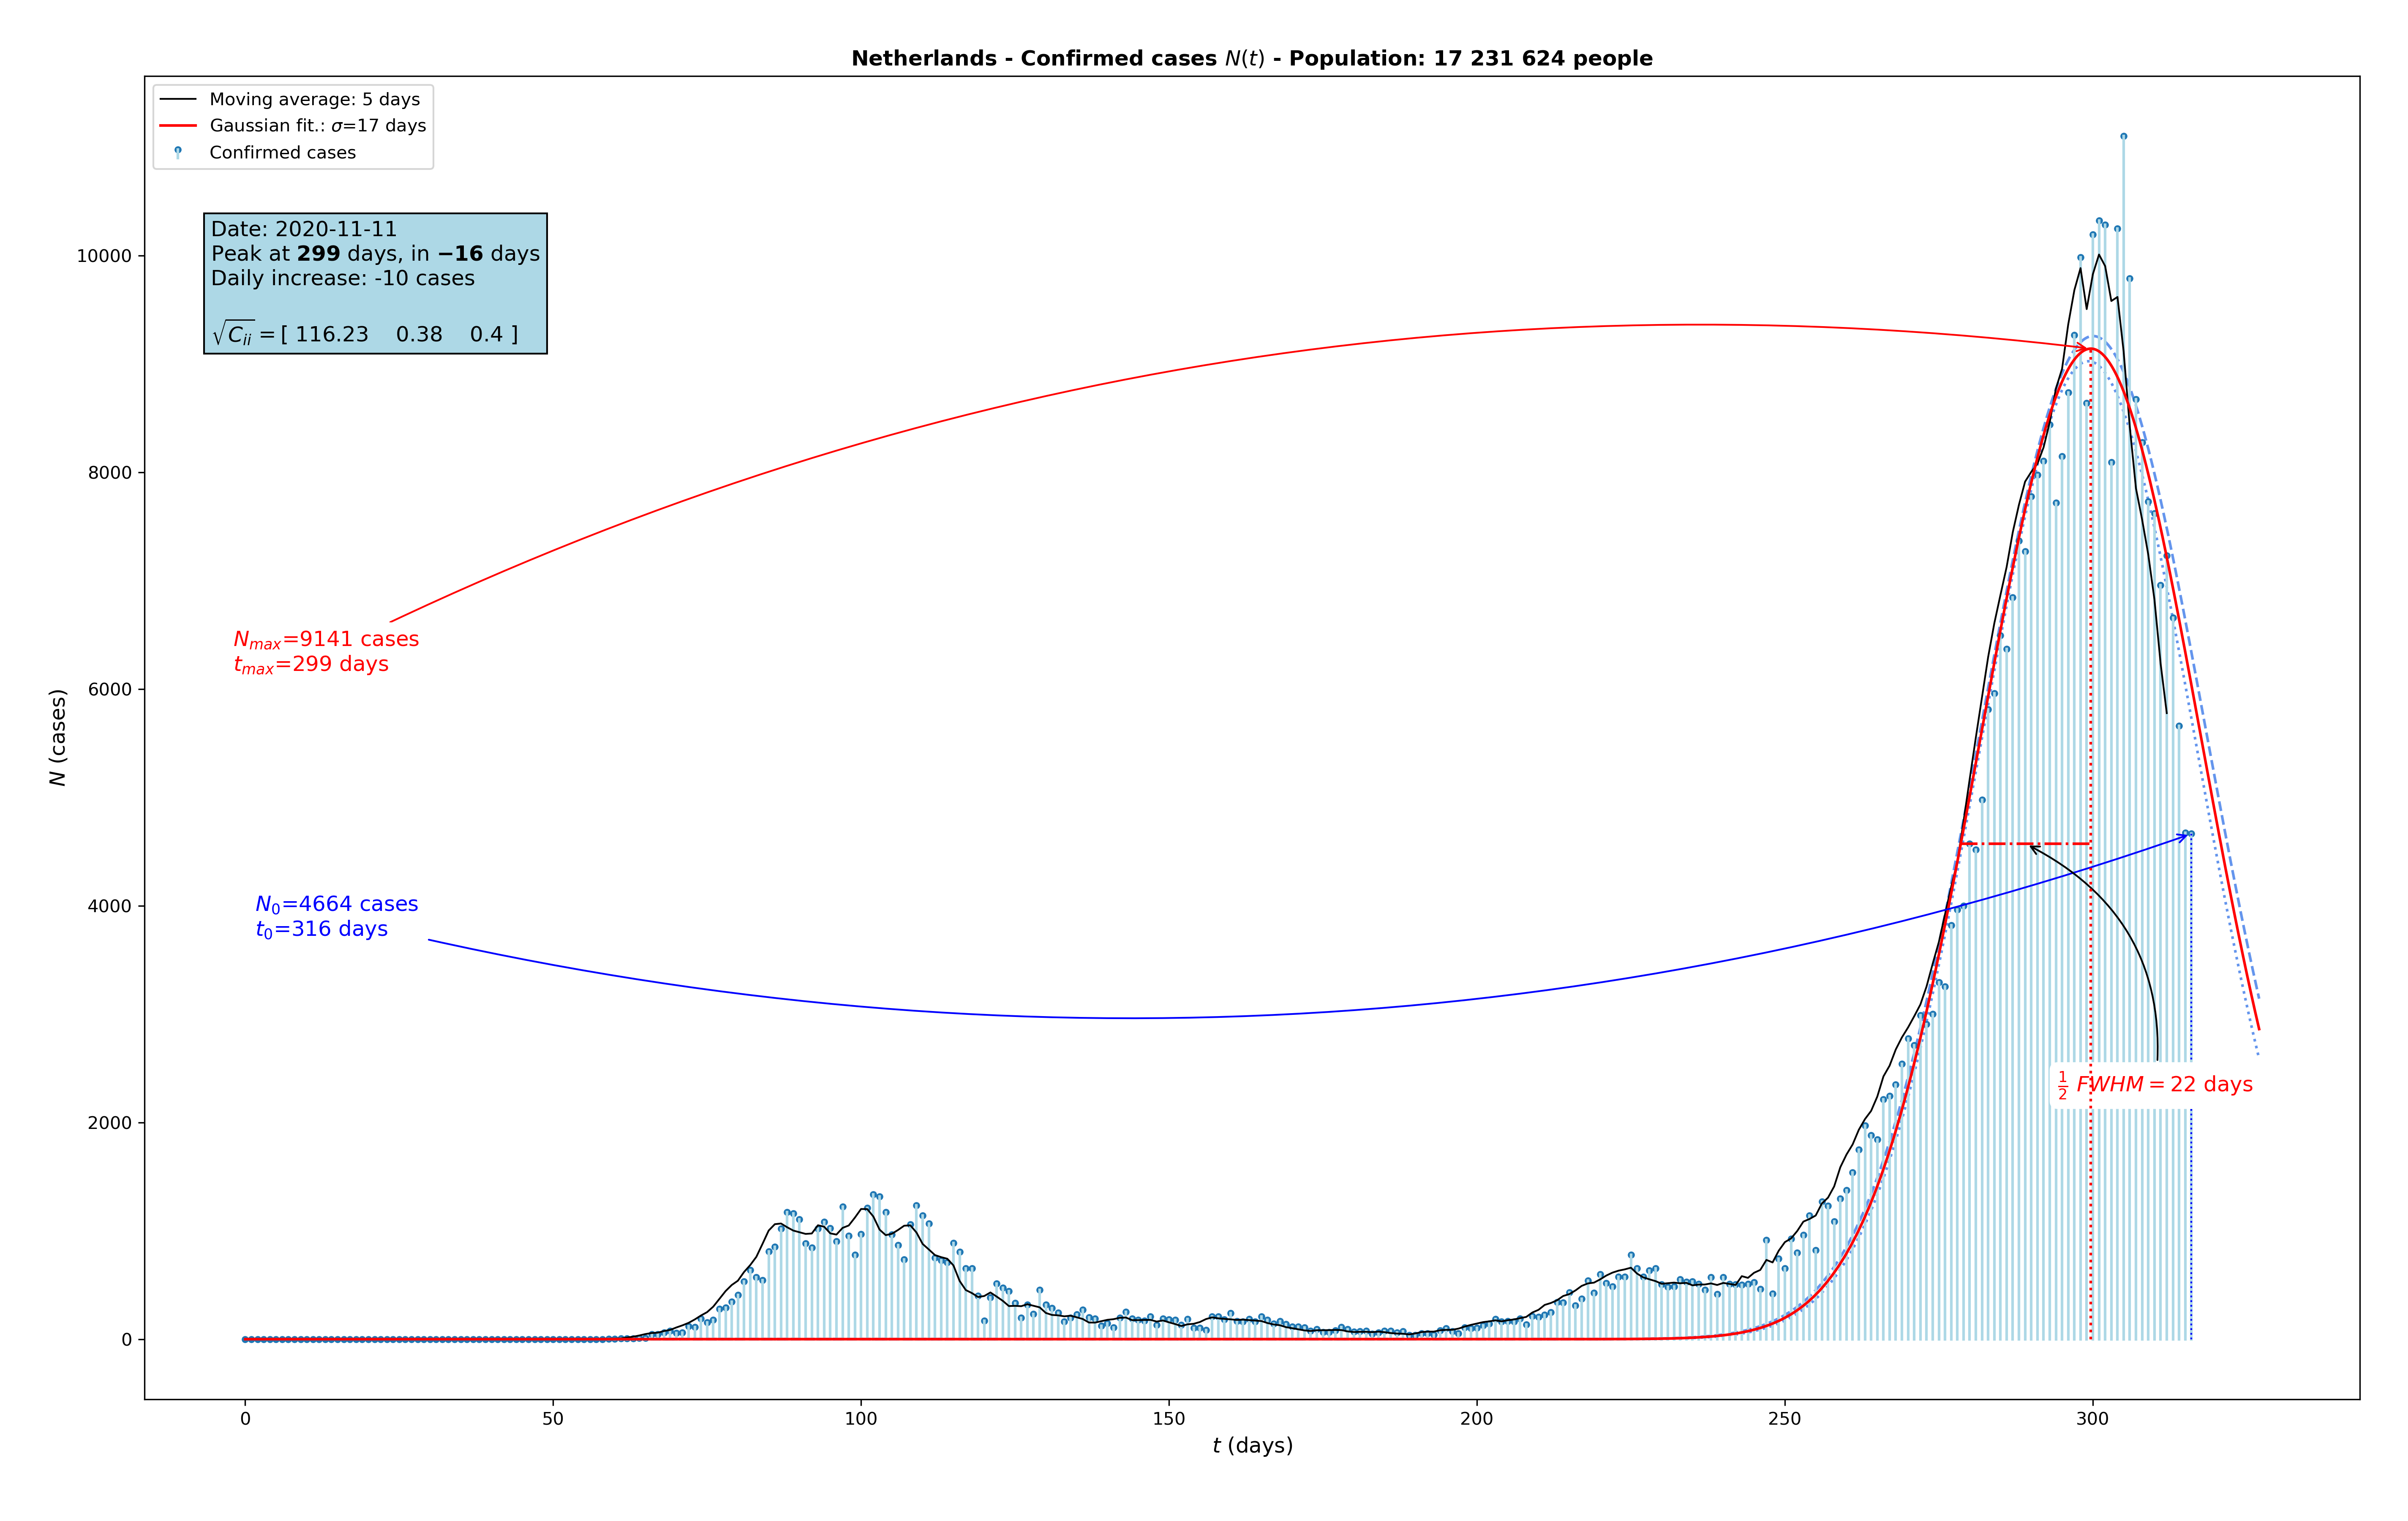 Netherlands - Confirmed cases N(t) - Population: 17 231 624 people
Moving average: 5 days
Gaussian fit.: σ=17 days
Confirmed cases
Date: 2020-11-11
Peak at 299 days, in −16 days
Daily increase: -10 cases
√Cᵢᵢ = [ 116.23 0.38 0.4 ]
N_max=9141 cases
t_max=299 days
N₀=4664 cases
t₀=316 days
½ FWHM = 22 days
N (cases)
10000
8000
6000
4000
2000
0
0 50 100 150 200 250 300
t (days)